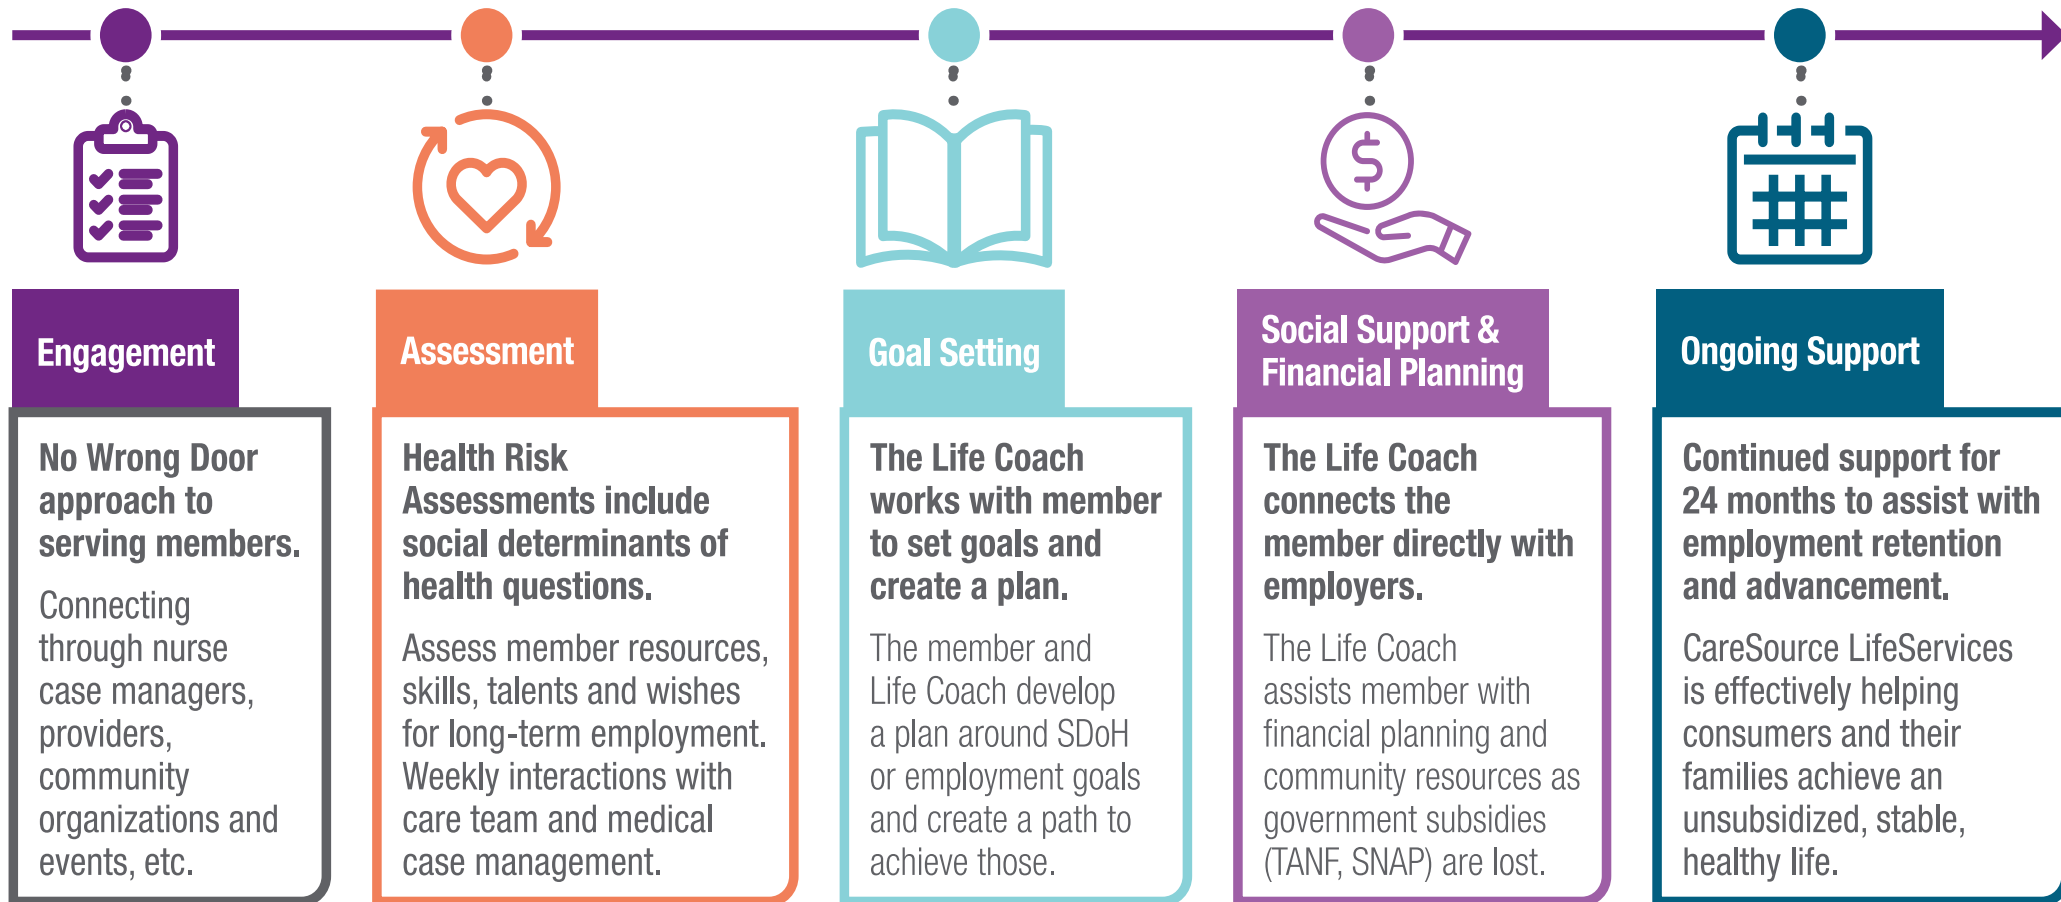 Engagement
No Wrong Door
approach to
serving members.
Connecting
through nurse
case managers,
providers,
community
organizations and
events, etc.
Assessment
Health Risk
Assessments include
social determinants of
health questions.
Assess member resources,
skills, talents and wishes
for long-term employment.
Weekly interactions with
care team and medical
case management.
Goal Setting
The Life Coach
works with member
to set goals and
create a plan.
The member and
Life Coach develop
a plan around SDoH
or employment goals
and create a path to
achieve those.
$
Social Support &
Financial Planning
The Life Coach
connects the
member directly with
employers.
The Life Coach
assists member with
financial planning and
community resources as
government subsidies
(TANF, SNAP) are lost.
Ongoing Support
Continued support for
24 months to assist with
employment retention
and advancement.
CareSource LifeServices
is effectively helping
consumers and their
families achieve an
unsubsidized, stable,
healthy life.